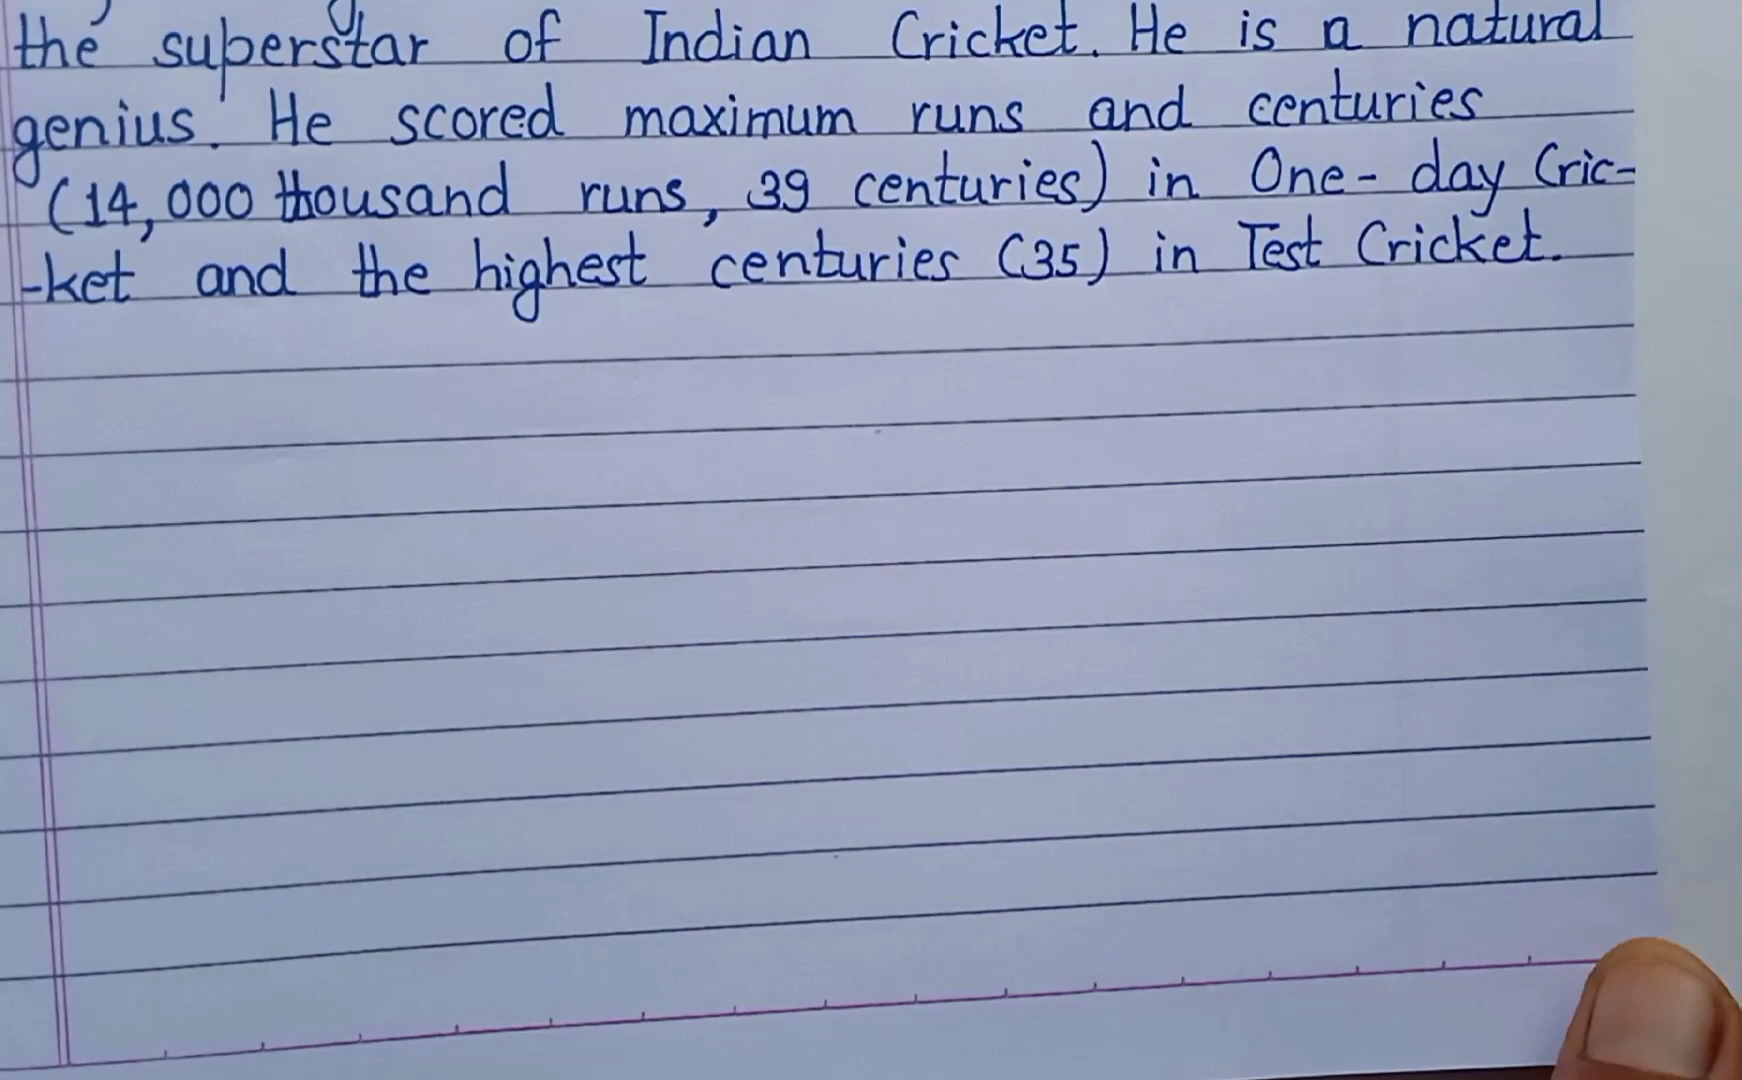 the superstar of Indian Cricket. He is a natural
genius. He scored maximum runs and centuries
(14,000 thousand runs, 39 centuries) in One-day Cric-
-ket and the highest centuries (35) in Test Cricket.